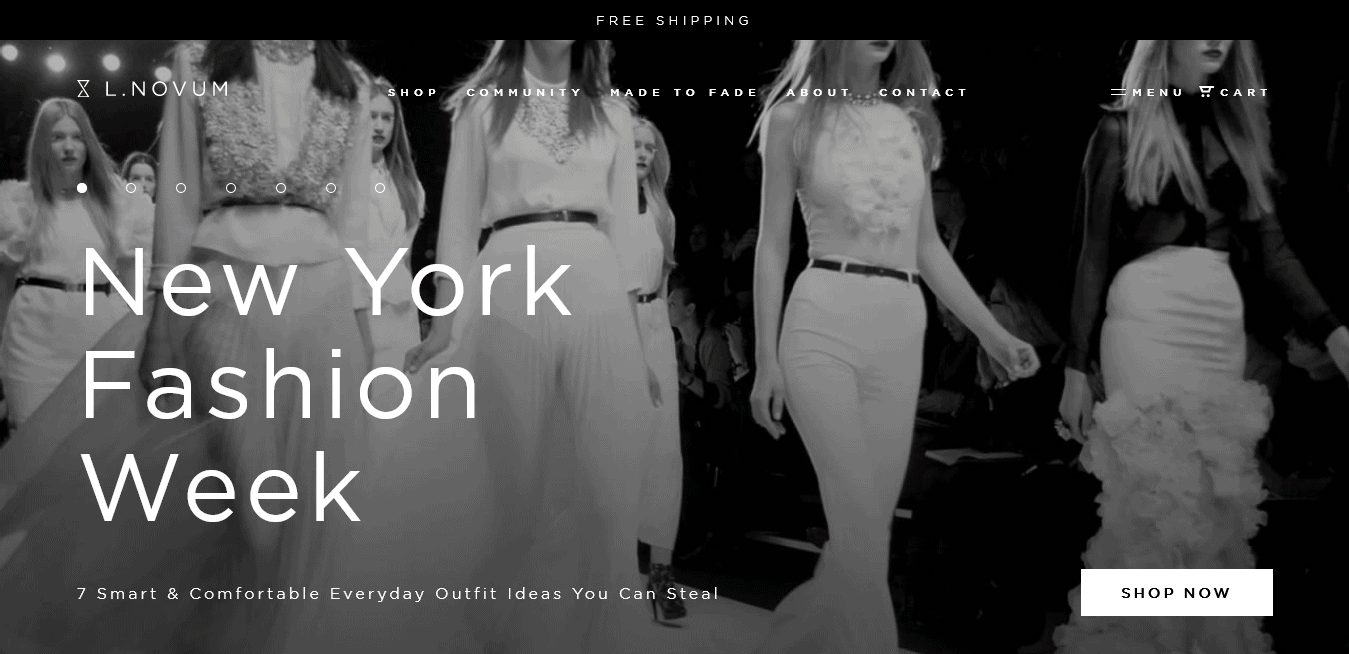 FREE SHIPPING
L.NOVUM
SHOP COMMUNITY MADE TO FADE ABOUT CONTACT
MENU CART
New York
Fashion
Week
7 Smart & Comfortable Everyday Outfit Ideas You Can Steal
SHOP NOW